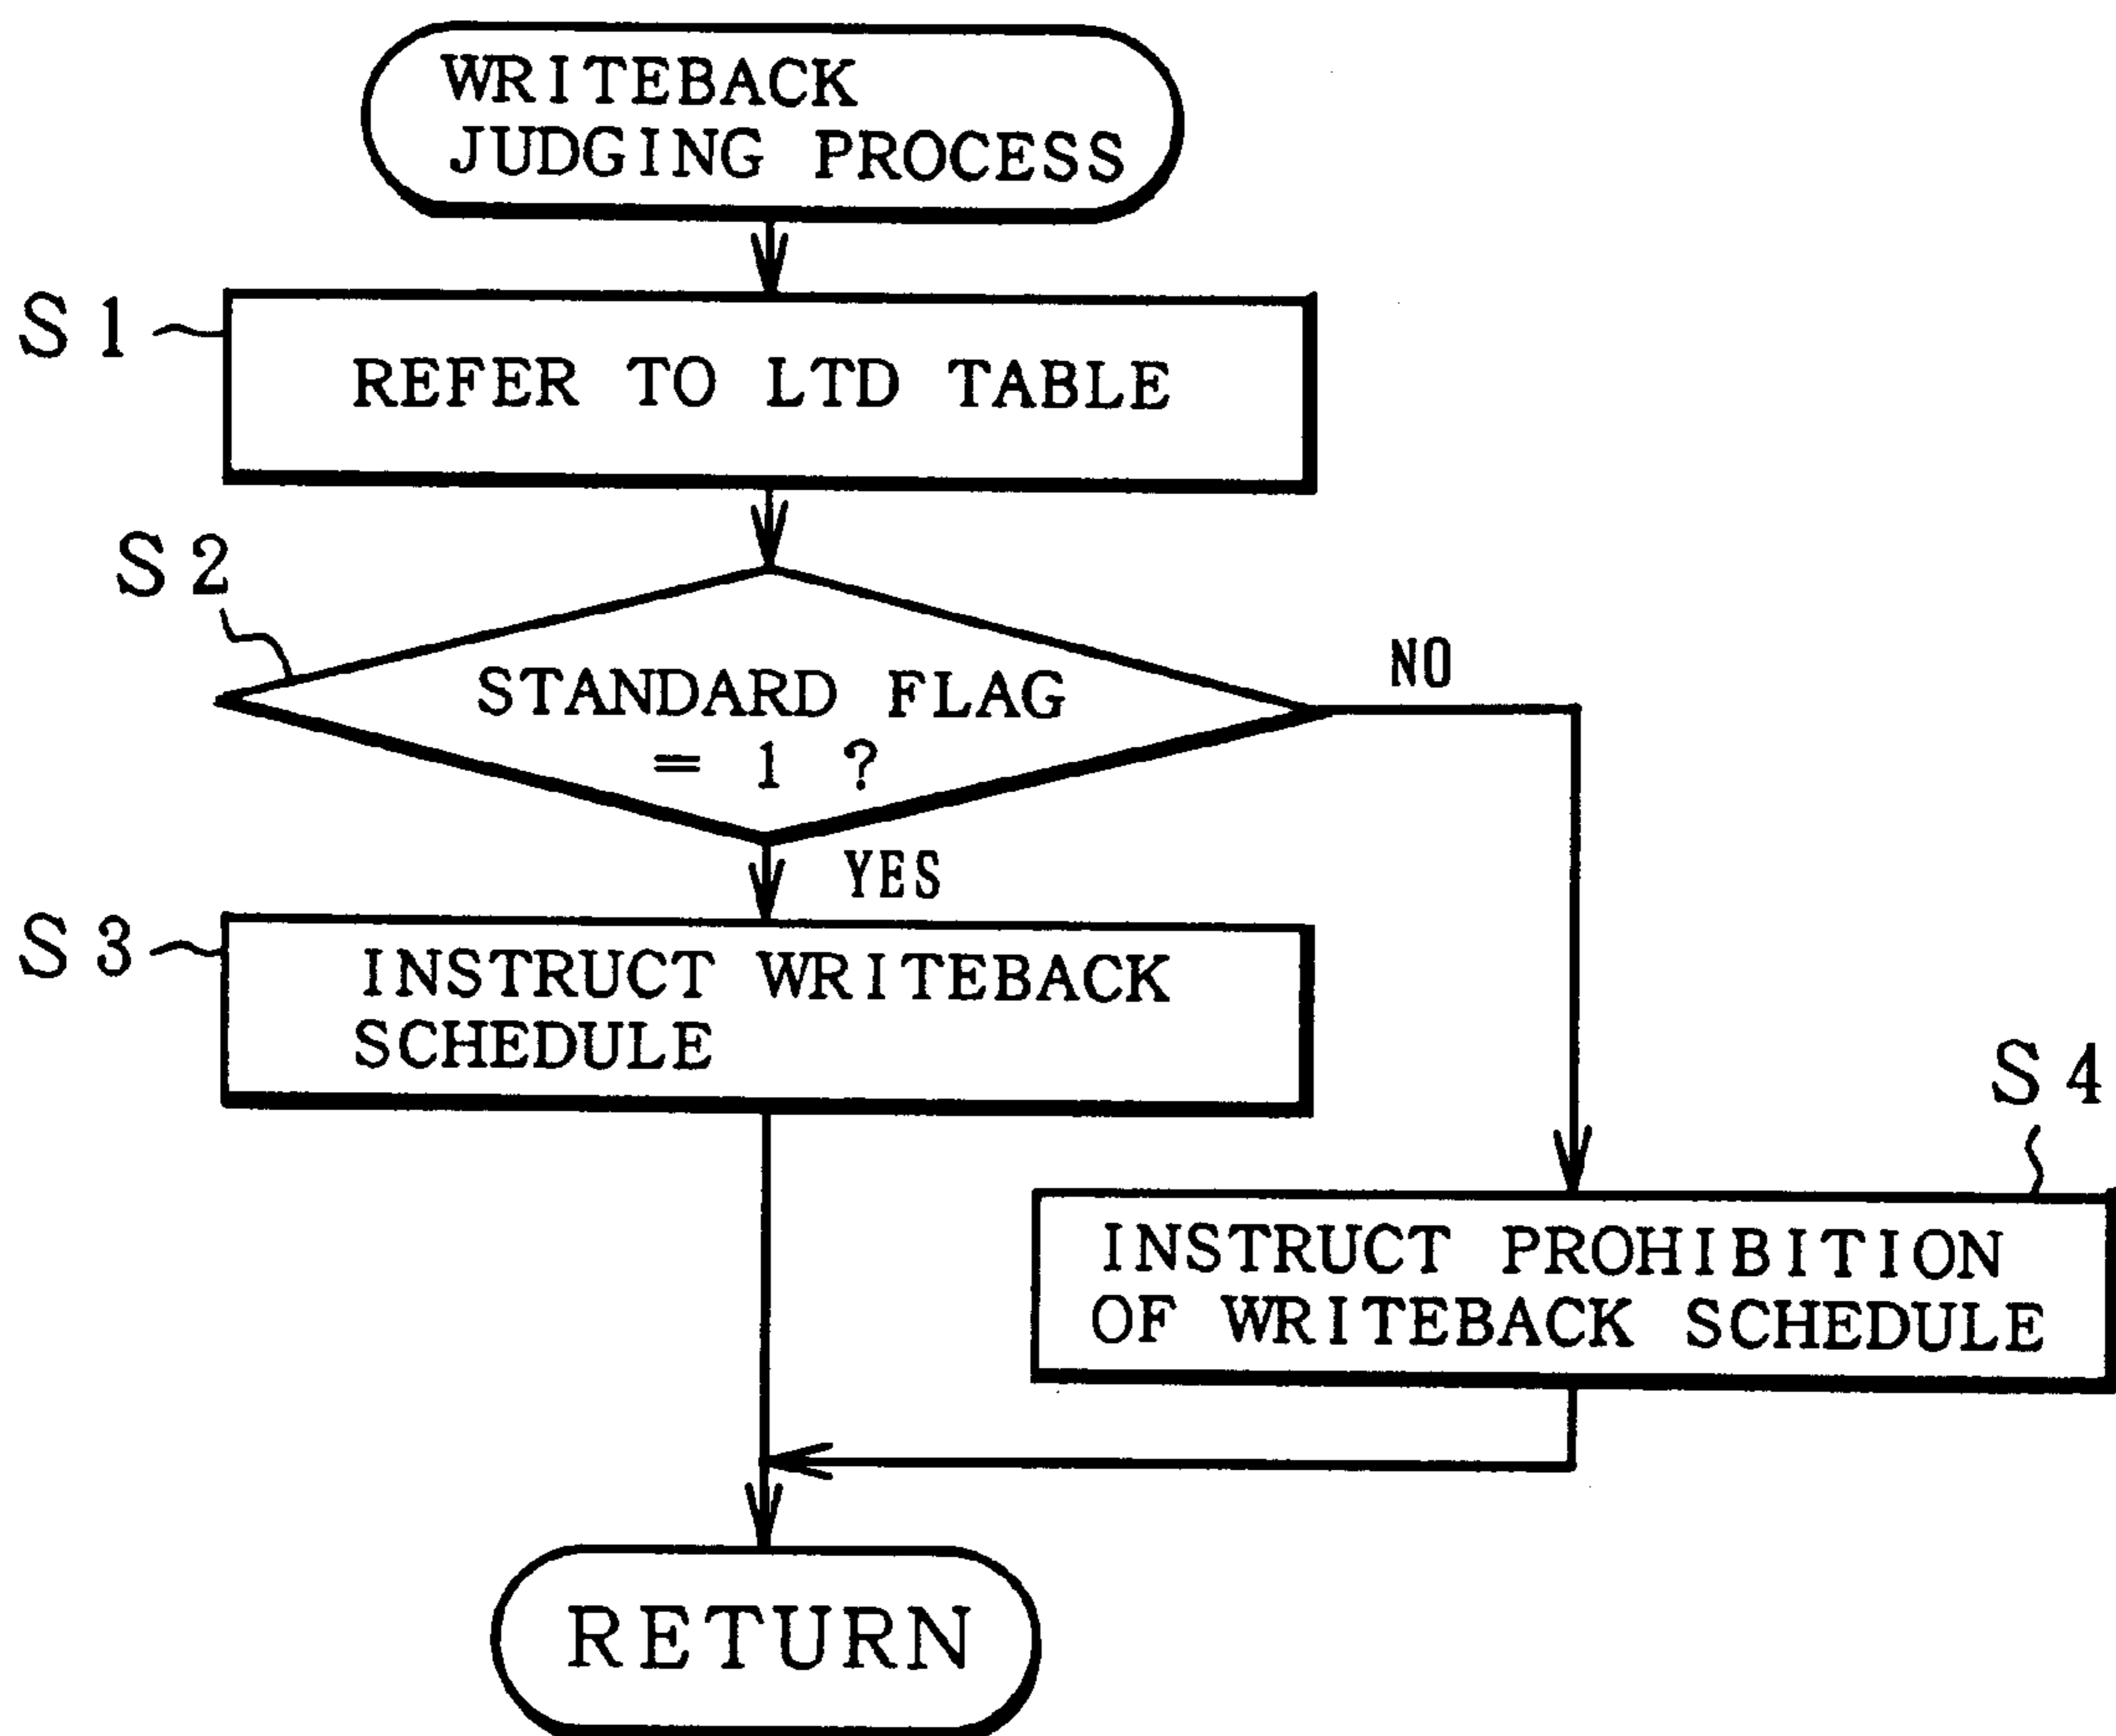 WRITEBACK
JUDGING PROCESS
S1
REFER TO LTD TABLE
S2
STANDARD FLAG
= 1 ?
NO
YES
S3
INSTRUCT WRITEBACK
SCHEDULE
S4
INSTRUCT PROHIBITION
OF WRITEBACK SCHEDULE
RETURN